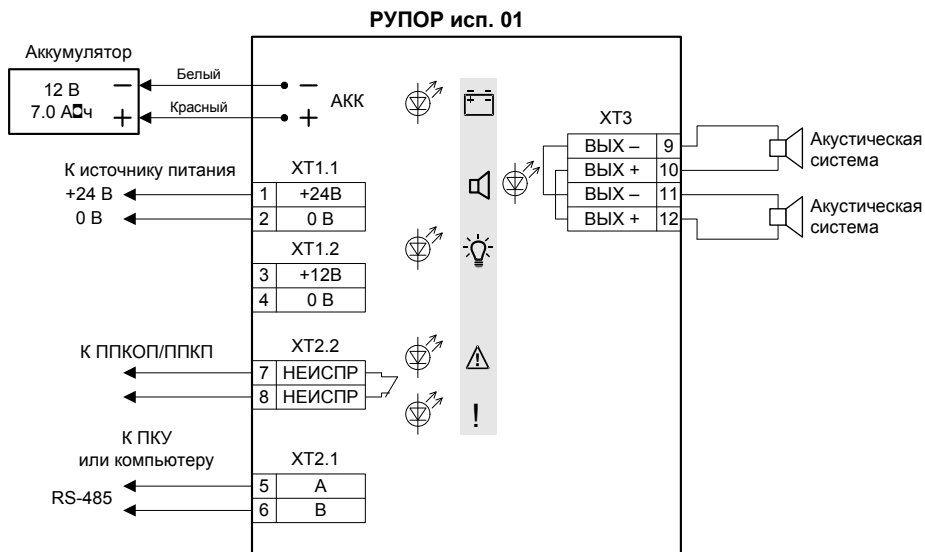 РУПОР исп. 01
Аккумулятор
12 В
7.0 А◘ч
–
+
Белый
Красный
–
+
АКК
К источнику питания
+24 В
0 В
XT1.1
1 +24В
2 0 В
XT1.2
3 +12В
4 0 В
К ППКОП/ППКП
XT2.2
7 НЕИСПР
8 НЕИСПР
К ПКУ
или компьютеру
RS-485
XT2.1
5 A
6 B
!
XT3
ВЫХ – 9
ВЫХ + 10
ВЫХ – 11
ВЫХ + 12
Акустическая
система
Акустическая
система